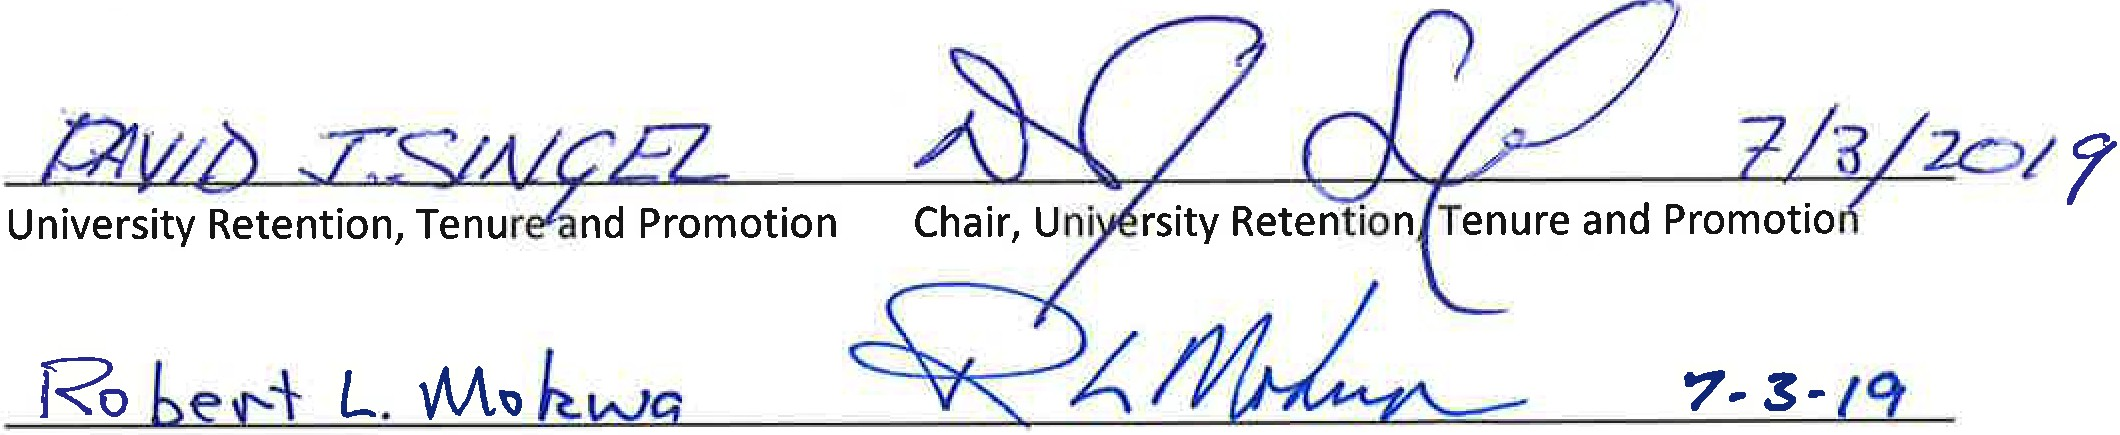 DAVID J. SINGEL 7/3/2019
University Retention, Tenure and Promotion Chair, University Retention, Tenure and Promotion
Robert L. Mokwa R L Mokwa 7-3-19